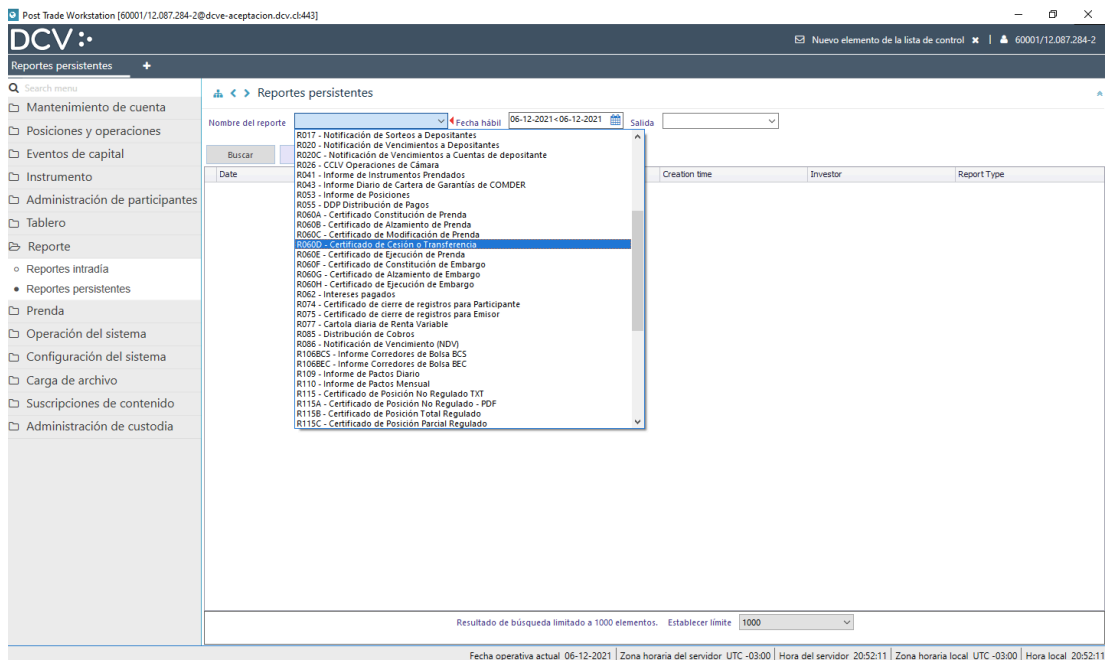 Post Trade Workstation [60001/12.087.284-2@dcve-aceptacion.dcv.cl:443]
DCV
Nuevo elemento de la lista de control
60001/12.087.284-2
Reportes persistentes
Search menu
Mantenimiento de cuenta
Posiciones y operaciones
Eventos de capital
Instrumento
Administración de participantes
Tablero
Reporte
Reportes intradía
Reportes persistentes
Prenda
Operación del sistema
Configuración del sistema
Carga de archivo
Suscripciones de contenido
Administración de custodia
Reportes persistentes
Nombre del reporte
Fecha hábil 06-12-2021<06-12-2021 Salida
Buscar
Date Creation time Investor Report Type
R017 - Notificación de Sorteos a Depositantes
R020 - Notificación de Vencimientos a Depositantes
R020C - Notificación de Vencimientos a Cuentas de depositante
R026 - CCLV Operaciones de Cámara
R041 - Informe de Instrumentos Prendados
R043 - Informe Diario de Cartera de Garantías de COMDER
R053 - Informe de Posiciones
R055 - DDP Distribución de Pagos
R060A - Certificado Constitución de Prenda
R060B - Certificado de Alzamiento de Prenda
R060C - Certificado de Modificación de Prenda
R060D - Certificado de Cesión o Transferencia
R060E - Certificado de Ejecución de Prenda
R060F - Certificado de Constitución de Embargo
R060G - Certificado de Alzamiento de Embargo
R060H - Certificado de Ejecución de Embargo
R062 - Intereses pagados
R074 - Certificado de cierre de registros para Participante
R075 - Certificado de cierre de registros para Emisor
R077 - Cartola diaria de Renta Variable
R085 - Distribución de Cobros
R086 - Notificación de Vencimiento (NDV)
R106BCS - Informe Corredores de Bolsa BCS
R106BEC - Informe Corredores de Bolsa BEC
R109 - Informe de Pactos Diario
R110 - Informe de Pactos Mensual
R115 - Certificado de Posición No Regulado TXT
R115A - Certificado de Posición No Regulado - PDF
R115B - Certificado de Posición Total Regulado
R115C - Certificado de Posición Parcial Regulado
Resultado de búsqueda limitado a 1000 elementos. Establecer límite 1000
Fecha operativa actual 06-12-2021 Zona horaria del servidor UTC -03:00 Hora del servidor 20:52:11 Zona horaria local UTC -03:00 Hora local 20:52:11